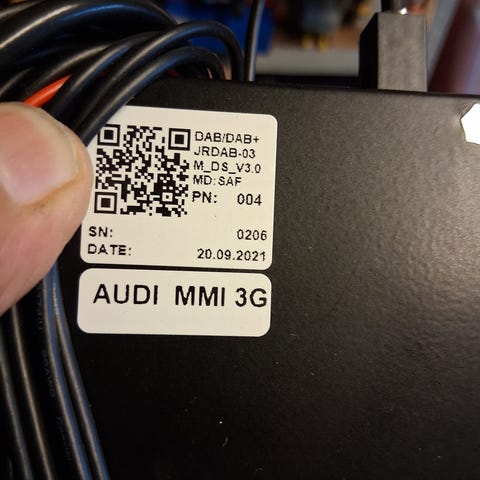 DAB/DAB+
JRDAB-03
M_DS_V3.0
MD:SAF
PN: 004
SN: 0206
DATE: 20.09.2021
AUDI MMI 3G